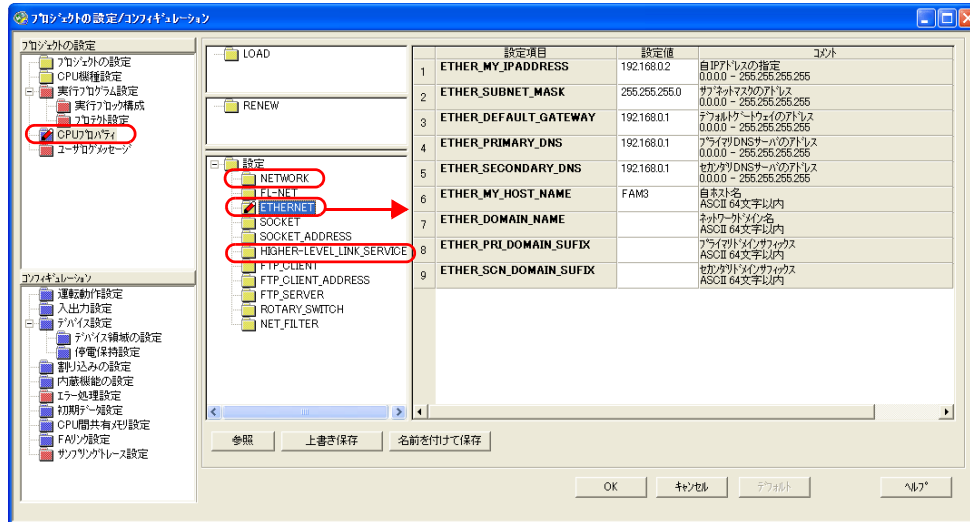 プロジェクトの設定/コンフィギュレーション
プロジェクトの設定
プロジェクトの設定
CPU機種設定
実行プログラム設定
実行ブロック構成
プロテクト設定
CPUプロパティ
ユーザログメッセージ
コンフィギュレーション
運転動作設定
入出力設定
デバイス設定
デバイス領域の設定
停電保持設定
割り込みの設定
内蔵機能の設定
エラー処理設定
初期データ設定
CPU間共有メモリ設定
FAリンク設定
サンプリングトレース設定
LOAD
RENEW
設定
NETWORK
FL-NET
ETHERNET
SOCKET
SOCKET_ADDRESS
HIGHER-LEVEL_LINK_SERVICE
FTP_CLIENT
FTP_CLIENT_ADDRESS
FTP_SERVER
ROTARY_SWITCH
NET_FILTER
設定項目 設定値 コメント
1 ETHER_MY_IPADDRESS 192.168.0.2 自IPアドレスの指定
0.0.0.0 - 255.255.255.255
2 ETHER_SUBNET_MASK 255.255.255.0 サブネットマスクのアドレス
0.0.0.0 - 255.255.255.255
3 ETHER_DEFAULT_GATEWAY 192.168.0.1 デフォルトゲートウェイのアドレス
0.0.0.0 - 255.255.255.255
4 ETHER_PRIMARY_DNS 192.168.0.1 プライマリDNSサーバのアドレス
0.0.0.0 - 255.255.255.255
5 ETHER_SECONDARY_DNS 192.168.0.1 セカンダリDNSサーバのアドレス
0.0.0.0 - 255.255.255.255
6 ETHER_MY_HOST_NAME FAM3 自ホスト名
ASCII 64文字以内
7 ETHER_DOMAIN_NAME ネットワークドメイン名
ASCII 64文字以内
8 ETHER_PRI_DOMAIN_SUFIX プライマリドメインサフィックス
ASCII 64文字以内
9 ETHER_SCN_DOMAIN_SUFIX セカンダリドメインサフィックス
ASCII 64文字以内
参照 上書き保存 名前を付けて保存
OK キャンセル デフォルト ヘルプ